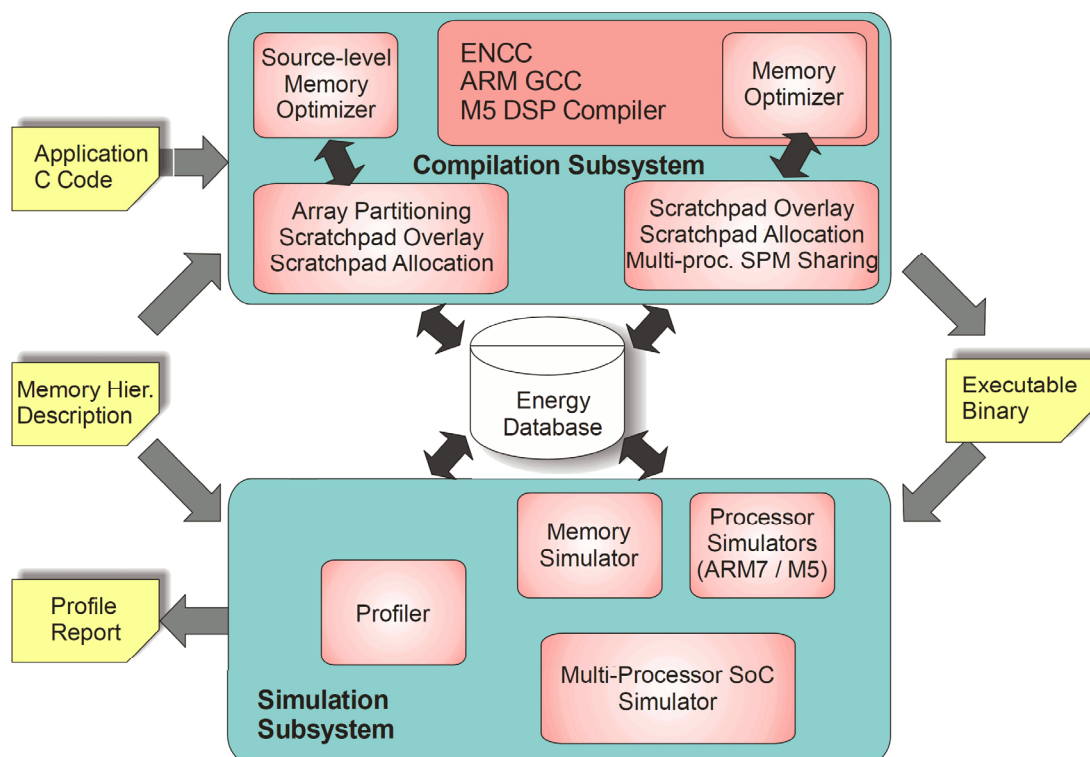 Source-level
Memory
Optimizer
ENCC
ARM GCC
M5 DSP Compiler
Memory
Optimizer
Application
C Code
Compilation Subsystem
Array Partitioning
Scratchpad Overlay
Scratchpad Allocation
Scratchpad Overlay
Scratchpad Allocation
Multi-proc. SPM Sharing
Memory Hier.
Description
Energy
Database
Executable
Binary
Memory
Simulator
Processor
Simulators
(ARM7 / M5)
Profile
Report
Profiler
Multi-Processor SoC
Simulator
Simulation
Subsystem